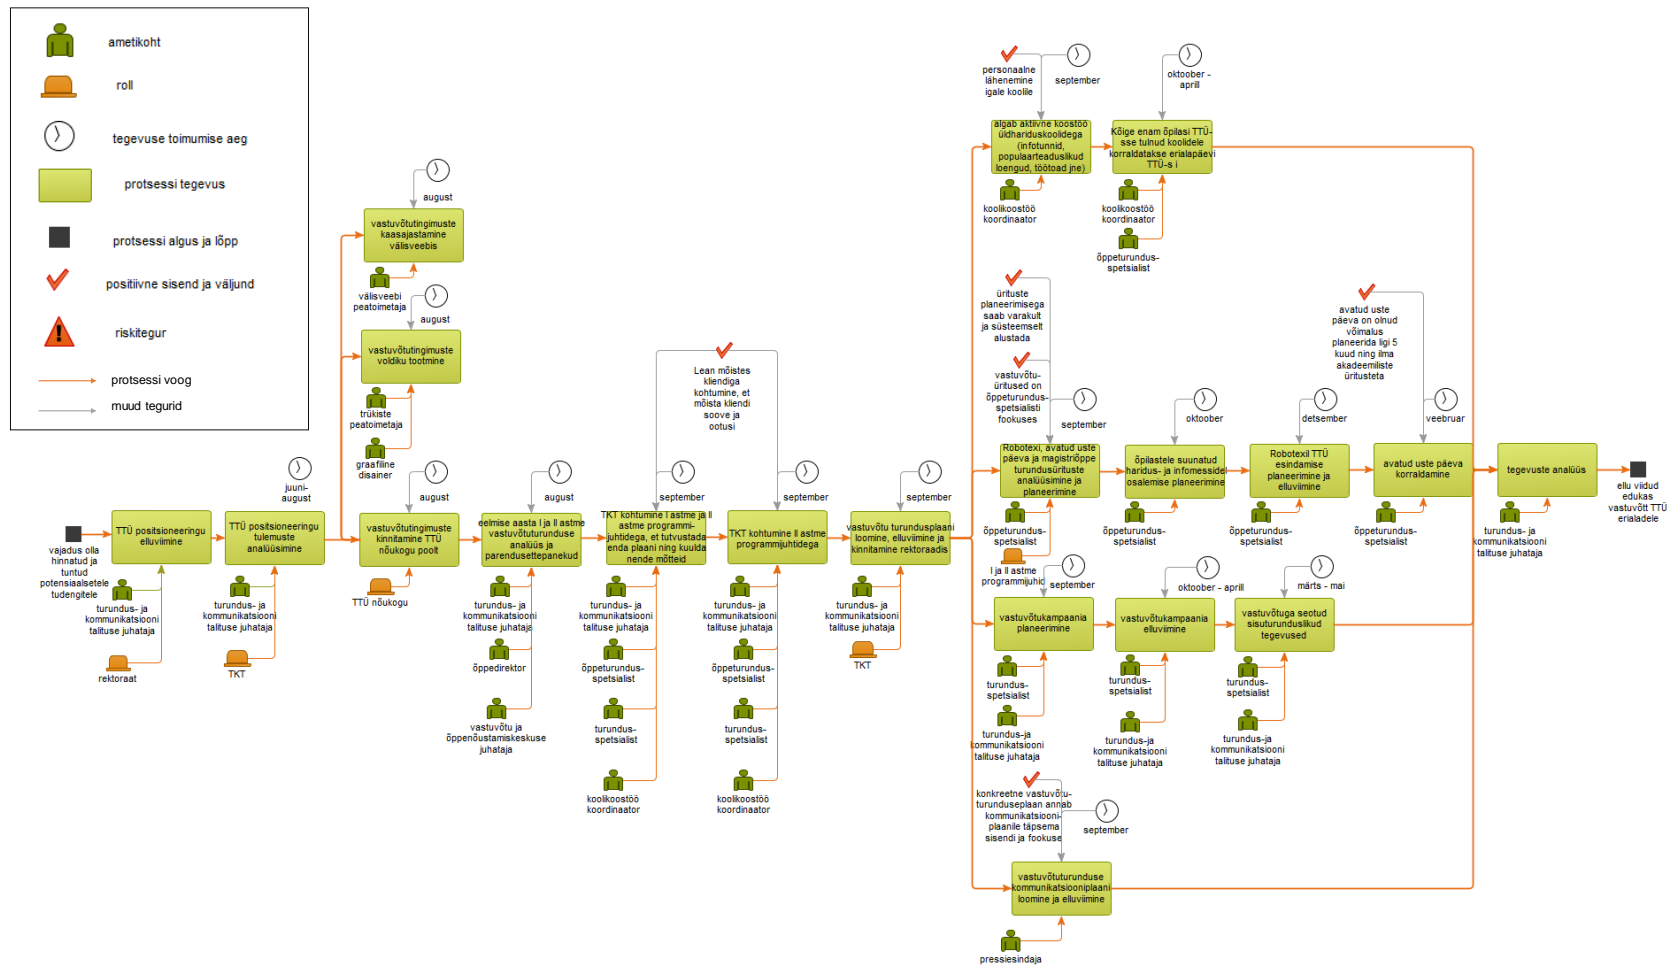 ametikoht
roll
tegevuse toimumise aeg
protsessi tegevus
protsessi algus ja lõpp
positiivne sisend ja väljund
riskitegur
protsessi voog
muud tegurid
vajadus olla
hinnatud ja
tuntud
potensiaalsetele
tudengitele
TTÜ positsioneeringu
elluviimine
turundus- ja
kommunikatsiooni
talituse juhataja
rektoraat
juuni-
august
TTÜ positsioneeringu
tulemuste
analüüsimine
turundus- ja
kommunikatsiooni
talituse juhataja
TKT
august
vastuvõtutingimuste
kaasajastamine
välisveebis
välisveebi
peatoimetaja
august
vastuvõtutingimuste
voldiku tootmine
trükiste
peatoimetaja
graafiline
disainer
august
vastuvõtutingimuste
kinnitamine TTÜ
nõukogu poolt
TTÜ nõukogu
august
eelmise aasta I ja II astme
vastuvõtuturunduse
analüüs ja
parendusettepanekud
turundus- ja
kommunikatsiooni
talituse juhataja
õppedirektor
vastuvõtu ja
õppenõustamiskeskuse
juhataja
Lean mõistes
kliendiga
kohtumine, et
mõista kliendi
soove ja
ootusi
september
TKT kohtumine I astme ja II
astme programmi-
juhtidega, et tutvustada
enda plaani ning kuulda
nende mõtteid
turundus- ja
kommunikatsiooni
talituse juhataja
õppeturundus-
spetsialist
turundus-
spetsialist
koolikoostöö
koordinaator
september
TKT kohtumine II astme
programmijuhtidega
turundus- ja
kommunikatsiooni
talituse juhataja
õppeturundus-
spetsialist
turundus-
spetsialist
koolikoostöö
koordinaator
september
vastuvõtu turundusplaani
loomine, elluviimine ja
kinnitamine rektoraadis
turundus- ja
kommunikatsiooni
talituse juhataja
TKT
personaalne
lähenemine
igale koolile
september
algab aktiivne koostöö
üldhariduskoolidega
(infotunnid,
populaarteaduslikud
loengud, töötoad jne)
koolikoostöö
koordinaator
oktoober -
aprill
Kõige enam õpilasi TTÜ-
sse tulnud koolidele
korraldatakse erialapäevi
TTÜ-s i
koolikoostöö
koordinaator
õppeturundus-
spetsialist
ürituste
planeerimisega
saab varakult
ja süsteemselt
alustada
vastuvõtu-
üritused on
õppeturundus-
spetsialisti
fookuses
september
Robotexi, avatud uste
päeva ja magistriõppe
turundusürituste
analüüsimine ja
planeerimine
õppeturundus-
spetsialist
I ja II astme
programmijuhid
oktoober
õpilastele suunatud
haridus- ja infomessidel
osalemise planeerimine
õppeturundus-
spetsialist
detsember
Robotexil TTÜ
esindamise
planeerimine ja
elluviimine
õppeturundus-
spetsialist
avatud uste
päeva on olnud
võimalus
planeerida ligi 5
kuud ning ilma
akadeemiliste
üritusteta
veebruar
avatud uste päeva
korraldamine
õppeturundus-
spetsialist
tegevuste analüüs
turundus- ja
kommunikatsiooni
talituse juhataja
ellu viidud
edukas
vastuvõtt TTÜ
erialadele
september
vastuvõtukampaania
planeerimine
turundus-
spetsialist
turundus-ja
kommunikatsiooni
talituse juhataja
oktoober - aprill
vastuvõtukampaania
elluviimine
turundus-
spetsialist
turundus-ja
kommunikatsiooni
talituse juhataja
märts - mai
vastuvõtuga seotud
sisuturunduslikud
tegevused
turundus-
spetsialist
turundus-ja
kommunikatsiooni
talituse juhataja
konkreetne vastuvõtu-
turunduseplaan annab
kommunikatsiooni-
plaanile täpsema
sisendi ja fookuse
september
vastuvõtuturunduse
kommunikatsiooniplaani
loomine ja elluviimine
pressiesindaja